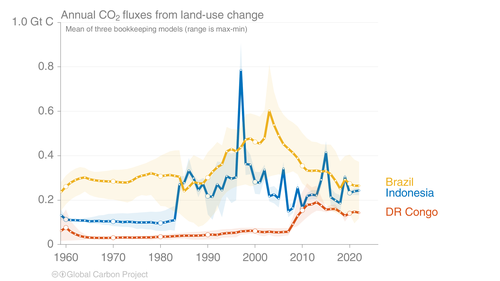 Annual CO₂ fluxes from land-use change
1.0 Gt C
Mean of three bookkeeping models (range is max-min)
0.8
0.6
0.4
0.2
0
Brazil
Indonesia
DR Congo
1960 1970 1980 1990 2000 2010 2020
Global Carbon Project